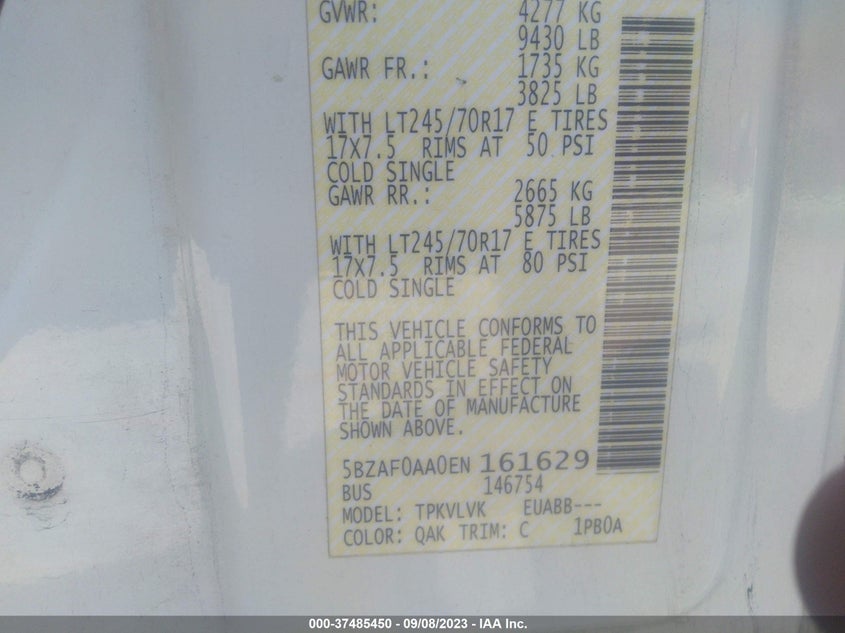 GVWR: 4277 KG
9430 LB
GAWR FR.: 1735 KG
3825 LB
WITH LT245/70R17 E TIRES
17X7.5 RIMS AT 50 PSI
COLD SINGLE
GAWR RR.: 2665 KG
5875 LB
WITH LT245/70R17 E TIRES
17X7.5 RIMS AT 80 PSI
COLD SINGLE
THIS VEHICLE CONFORMS TO
ALL APPLICABLE FEDERAL
MOTOR VEHICLE SAFETY
STANDARDS IN EFFECT ON
THE DATE OF MANUFACTURE
SHOWN ABOVE.
5BZAF0AA0EN 161629
BUS 146754
MODEL: TPKVLVK EUABB---
COLOR: QAK TRIM: C 1PB0A
000-37485450 - 09/08/2023 - IAA Inc.